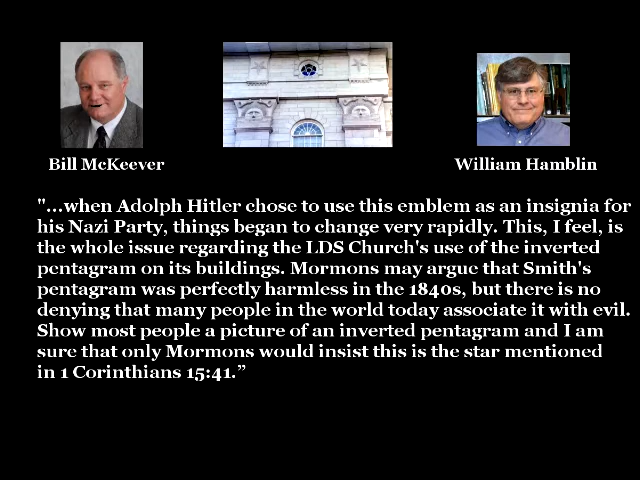 Bill McKeever
William Hamblin
"...when Adolph Hitler chose to use this emblem as an insignia for
his Nazi Party, things began to change very rapidly. This, I feel, is
the whole issue regarding the LDS Church's use of the inverted
pentagram on its buildings. Mormons may argue that Smith's
pentagram was perfectly harmless in the 1840s, but there is no
denying that many people in the world today associate it with evil.
Show most people a picture of an inverted pentagram and I am
sure that only Mormons would insist this is the star mentioned
in 1 Corinthians 15:41.”